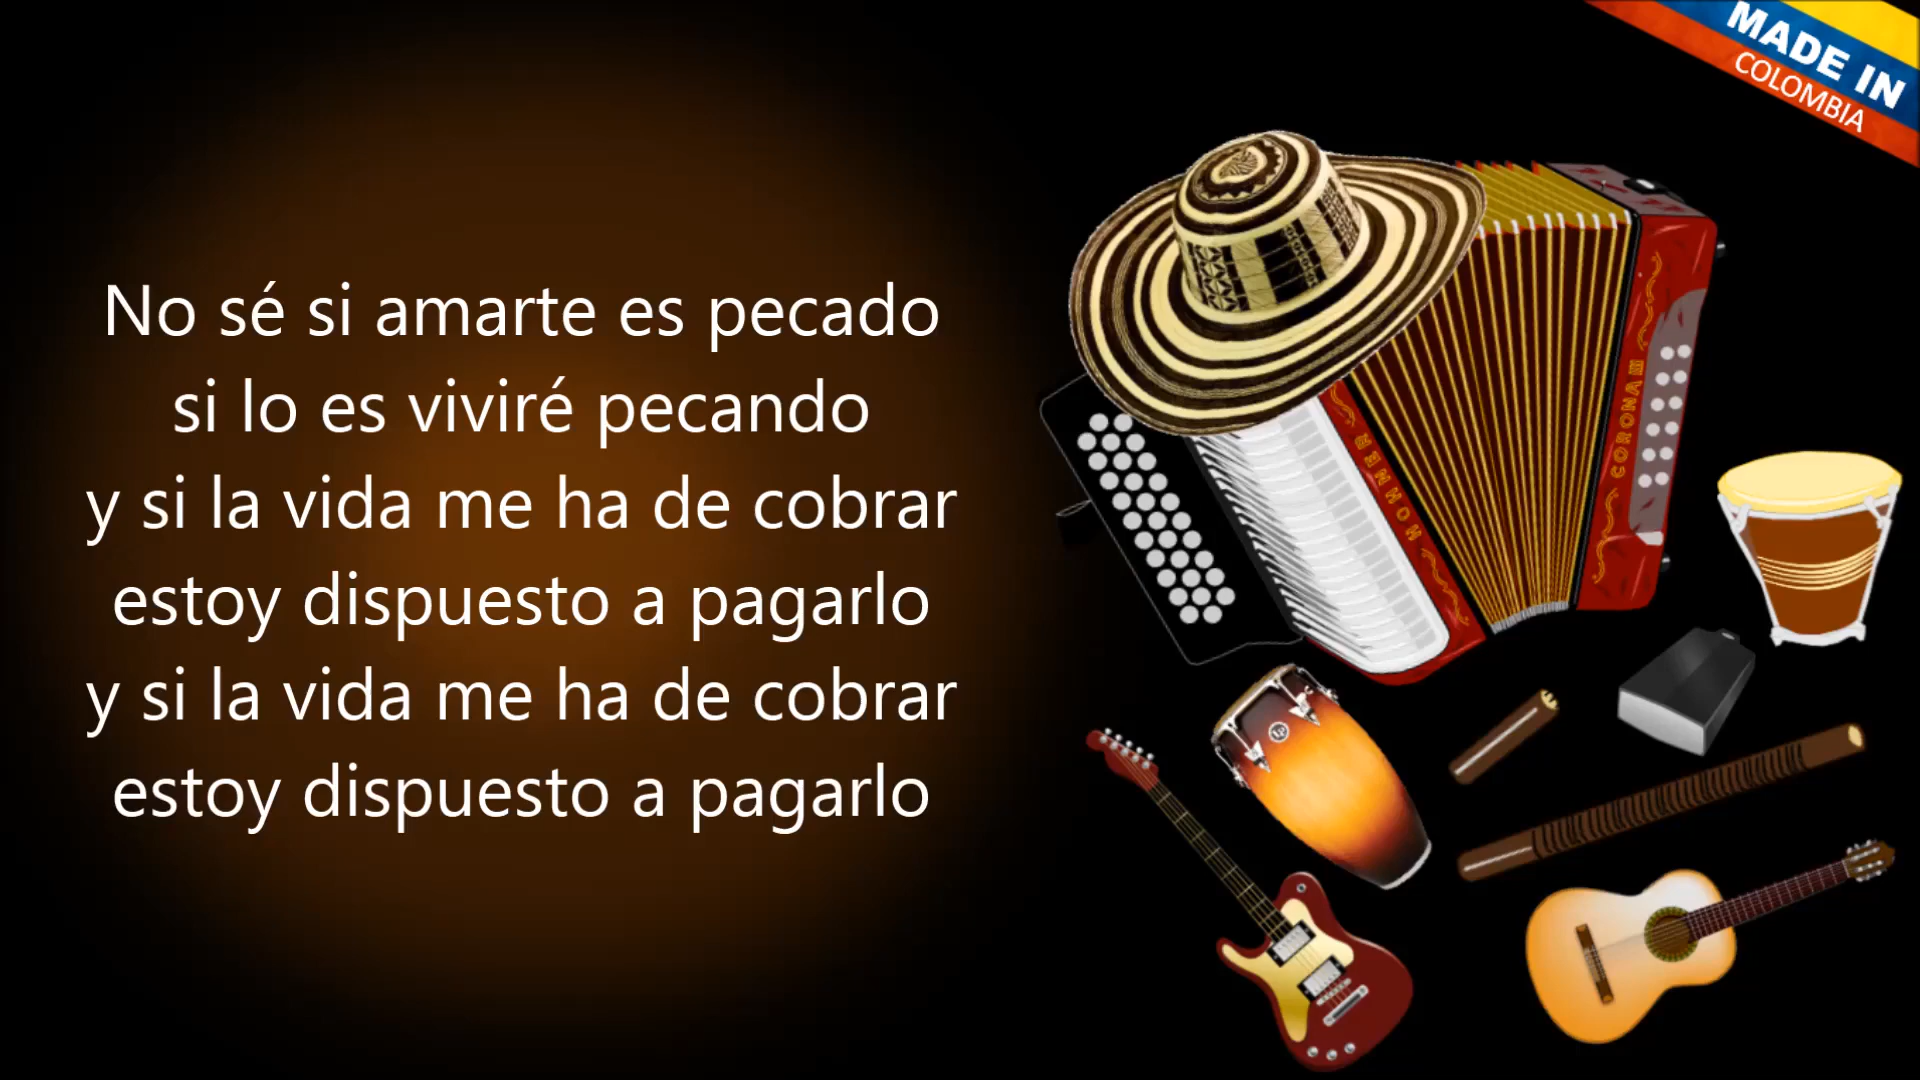 MADE IN
COLOMBIA
No sé si amarte es pecado
si lo es viviré pecando
y si la vida me ha de cobrar
estoy dispuesto a pagarlo
y si la vida me ha de cobrar
estoy dispuesto a pagarlo
HOHNER
CORONA III
LP